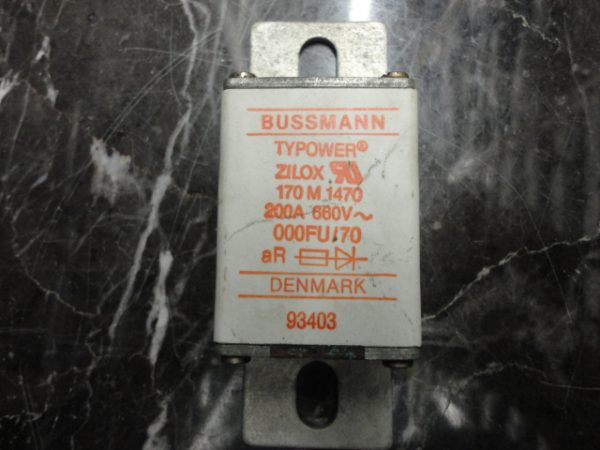 BUSSMANN
TYPOWER®
ZILOX
170 M 1470
200A 660V~
000FU/70
aR
DENMARK
93403